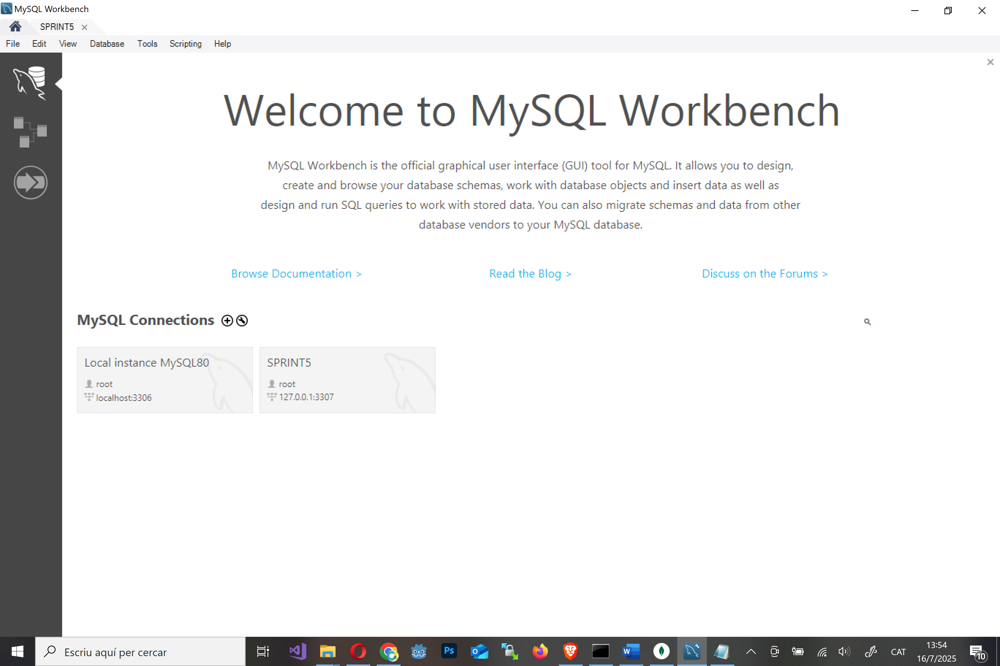 MySQL Workbench
SPRINT5
File Edit View Database Tools Scripting Help
Welcome to MySQL Workbench
MySQL Workbench is the official graphical user interface (GUI) tool for MySQL. It allows you to design,
create and browse your database schemas, work with database objects and insert data as well as
design and run SQL queries to work with stored data. You can also migrate schemas and data from other
database vendors to your MySQL database.
Browse Documentation > Read the Blog > Discuss on the Forums >
MySQL Connections
Local instance MySQL80
root
localhost:3306
SPRINT5
root
127.0.0.1:3307
Escriu aquí per cercar
Ps
CAT
13:54
16/7/2025
10